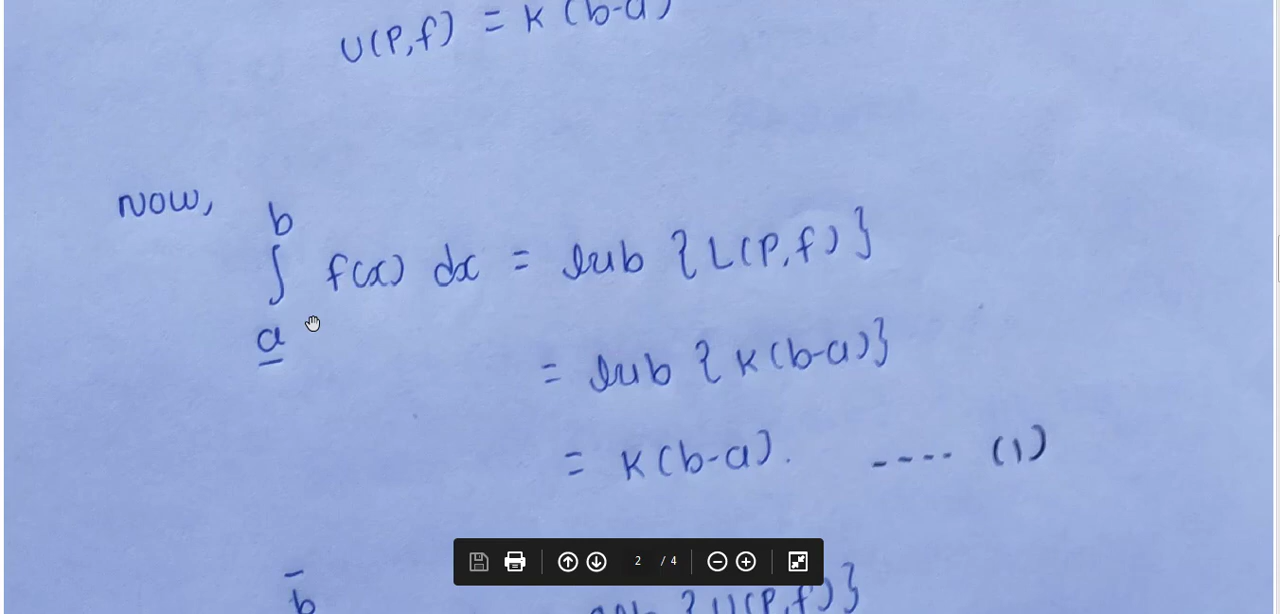 U(P,f) = K (b-a)
Now,
b
∫ f(x) dx = lub {L(P,f)}
a
= lub {K(b-a)}
= K(b-a). ---- (1)
2 / 4
b
{U(P,f)}